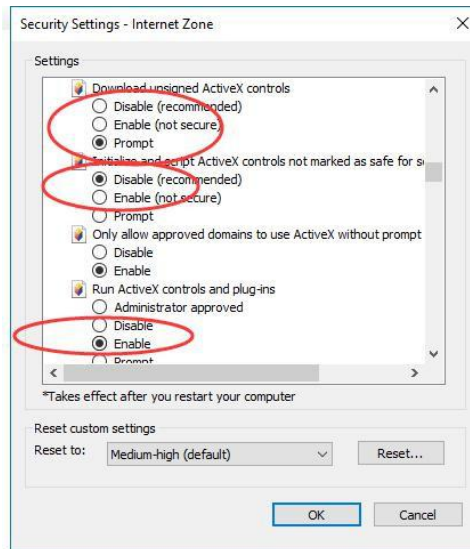 Security Settings - Internet Zone
Settings
Download unsigned ActiveX controls
Disable (recommended)
Enable (not secure)
Prompt
Initialize and script ActiveX controls not marked as safe for s
Disable (recommended)
Enable (not secure)
Prompt
Only allow approved domains to use ActiveX without prompt
Disable
Enable
Run ActiveX controls and plug-ins
Administrator approved
Disable
Enable
Prompt
*Takes effect after you restart your computer
Reset custom settings
Reset to:
Medium-high (default)
Reset...
OK
Cancel